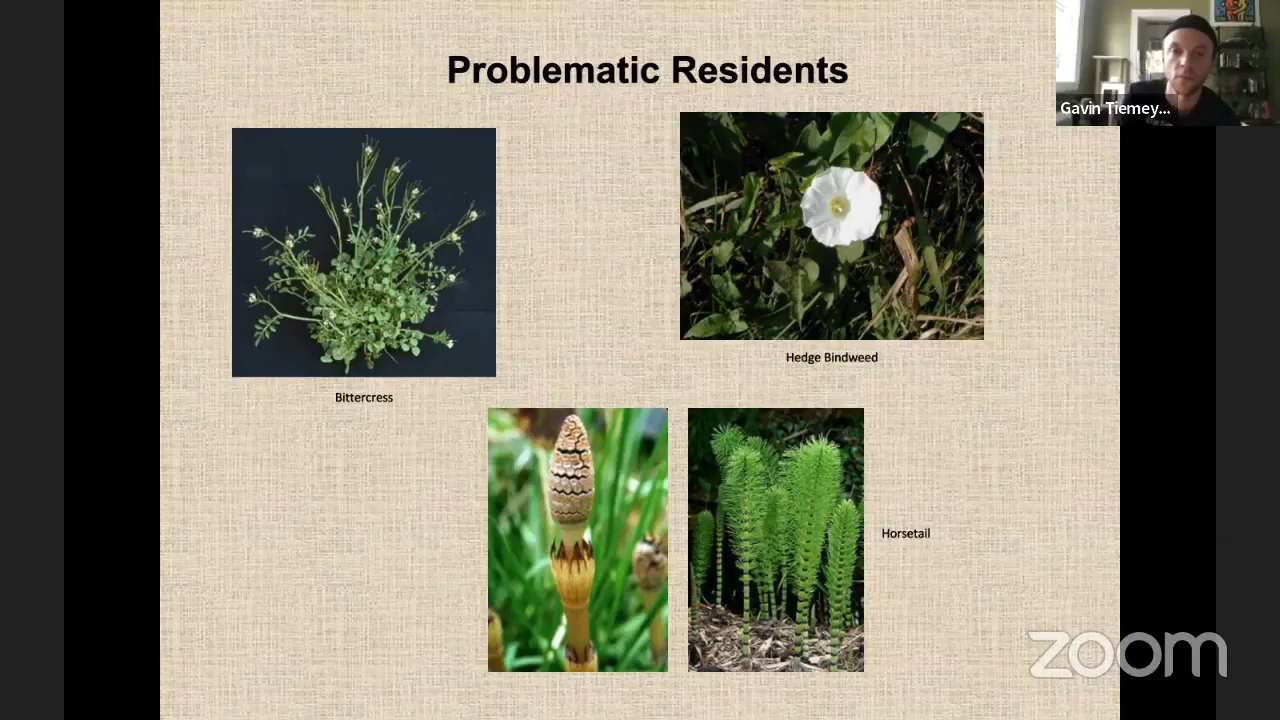 Problematic Residents
Gavin Tiemey...
Hedge Bindweed
Bittercress
Horsetail
zoom